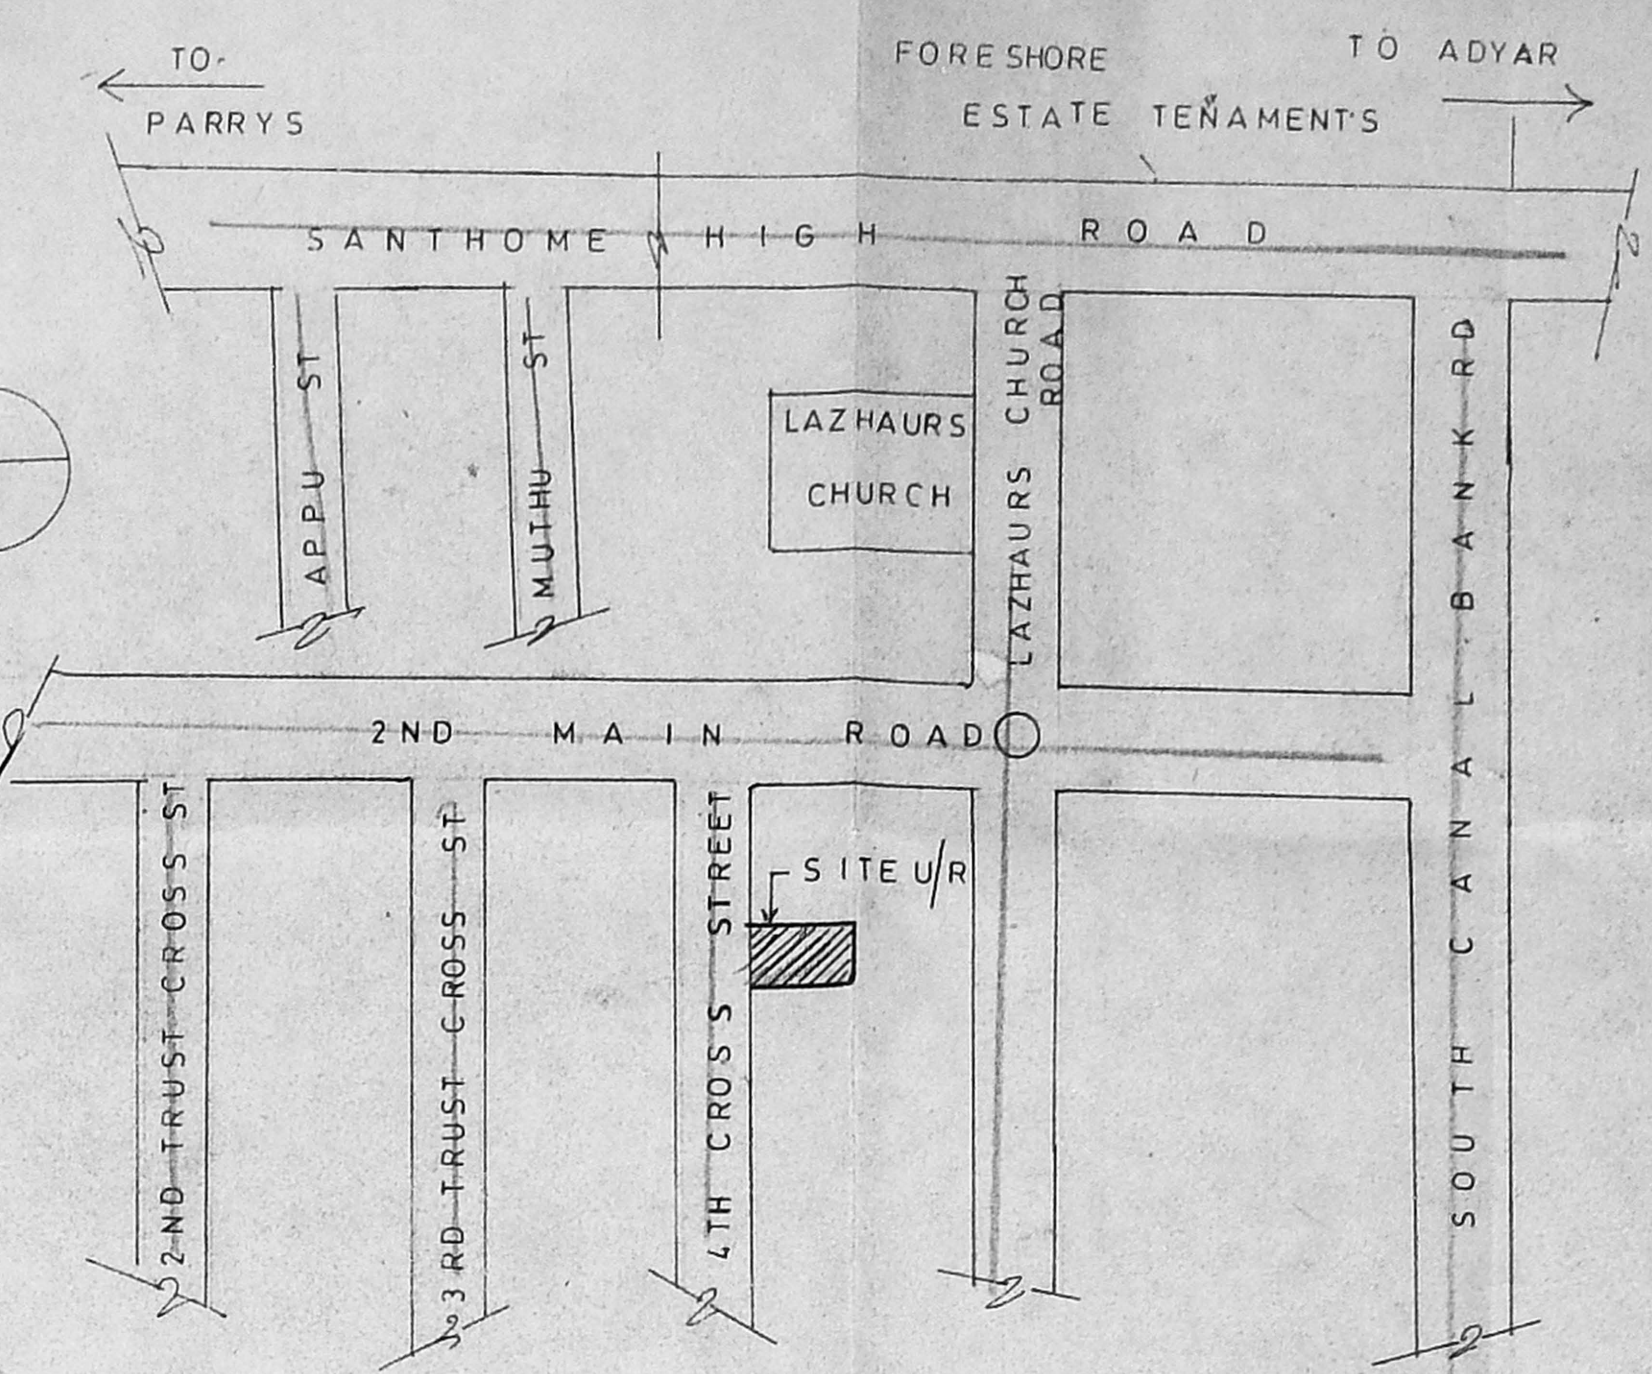 TO
PARRYS
FORESHORE
ESTATE TENAMENT'S
TO ADYAR
SANTHOME HIGH ROAD
APPU ST
MUTHU ST
LAZHAURS
CHURCH
LAZHAURS CHURCH
ROAD
SOUTH CANAL BANK RD
2ND MAIN ROAD
2ND TRUST CROSS ST
3RD TRUST CROSS ST
4TH CROSS STREET
SITE U/R